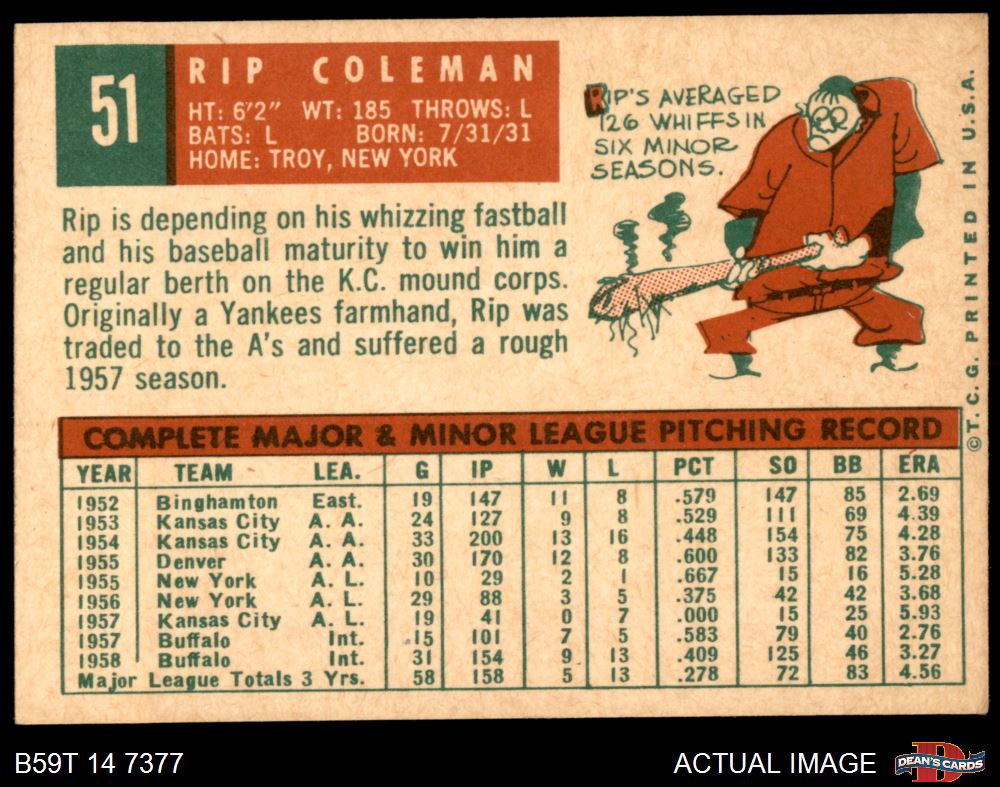 51
RIP COLEMAN
HT: 6'2" WT: 185 THROWS: L
BATS: L BORN: 7/31/31
HOME: TROY, NEW YORK
RIP'S AVERAGED
126 WHIFFS IN
SIX MINOR
SEASONS.
Rip is depending on his whizzing fastball
and his baseball maturity to win him a
regular berth on the K.C. mound corps.
Originally a Yankees farmhand, Rip was
traded to the A's and suffered a rough
1957 season.
©T. C. G. PRINTED IN U.S.A.
COMPLETE MAJOR & MINOR LEAGUE PITCHING RECORD
YEAR TEAM LEA. G IP W L PCT SO BB ERA
1952 Binghamton East. 19 147 11 8 .579 147 85 2.69
1953 Kansas City A. A. 24 127 9 8 .529 111 69 4.39
1954 Kansas City A. A. 33 200 13 16 .448 154 75 4.28
1955 Denver A. A. 30 170 12 8 .600 133 82 3.76
1955 New York A. L. 10 29 2 1 .667 15 16 5.28
1956 New York A. L. 29 88 3 5 .375 42 42 3.68
1957 Kansas City A. L. 19 41 0 7 .000 15 25 5.93
1957 Buffalo Int. 15 101 7 5 .583 79 40 2.76
1958 Buffalo Int. 31 154 9 13 .409 125 46 3.27
Major League Totals 3 Yrs. 58 158 5 13 .278 72 83 4.56
B59T 14 7377
ACTUAL IMAGE
D
DEAN'S CARDS